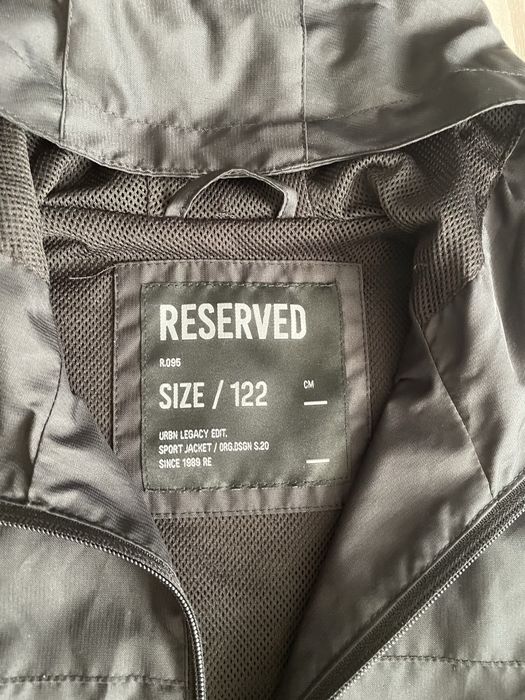 RESERVED
R.095
SIZE / 122 CM
URBN LEGACY EDIT.
SPORT JACKET / ORG.DSGN S.20
SINCE 1999 RE